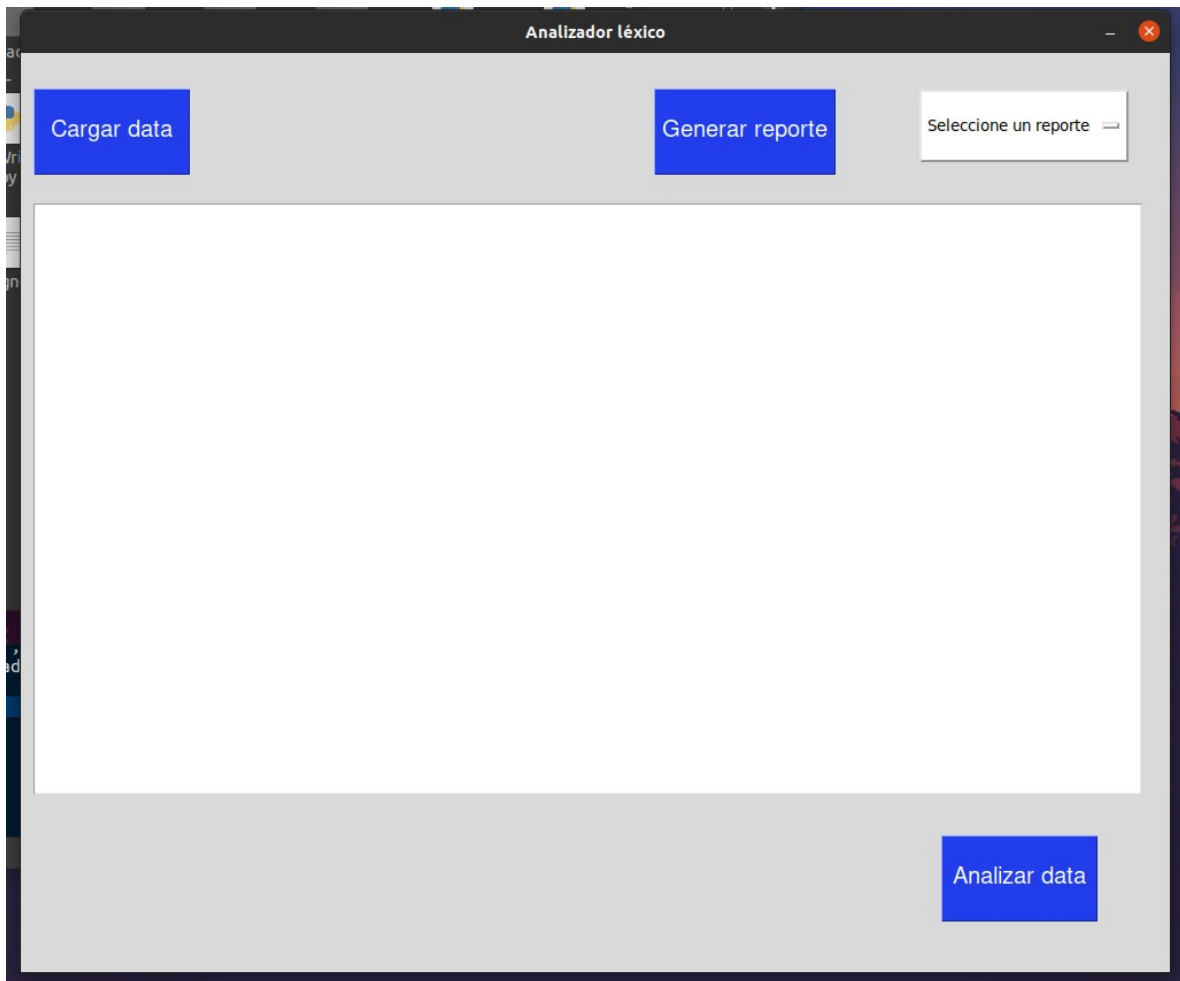 Analizador léxico
Cargar data
Generar reporte
Seleccione un reporte
Analizar data